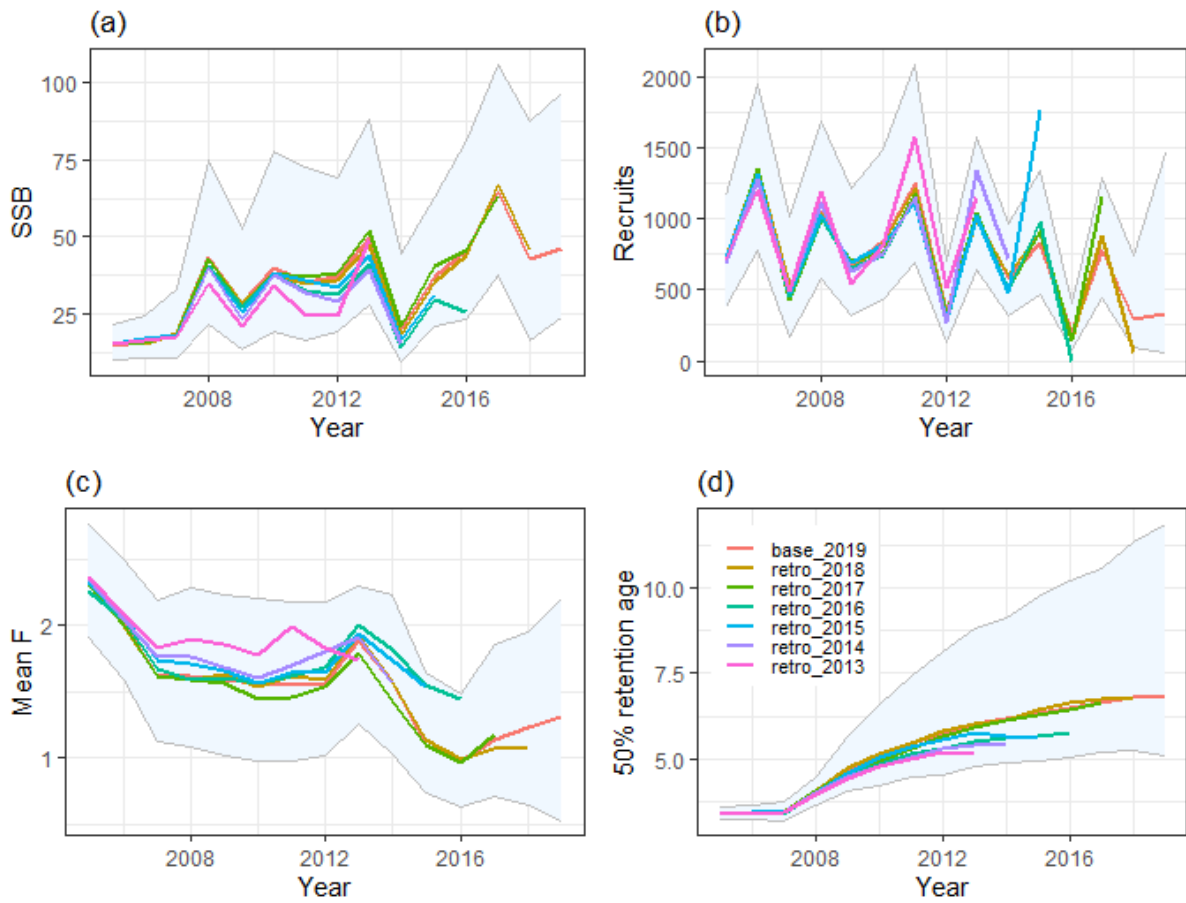 (a)
SSB
100
75
50
25
2008
2012
2016
Year
(b)
Recruits
2000
1500
1000
500
0
2008
2012
2016
Year
(c)
Mean F
2
1
2008
2012
2016
Year
(d)
50% retention age
10.0
7.5
5.0
base_2019
retro_2018
retro_2017
retro_2016
retro_2015
retro_2014
retro_2013
2008
2012
2016
Year